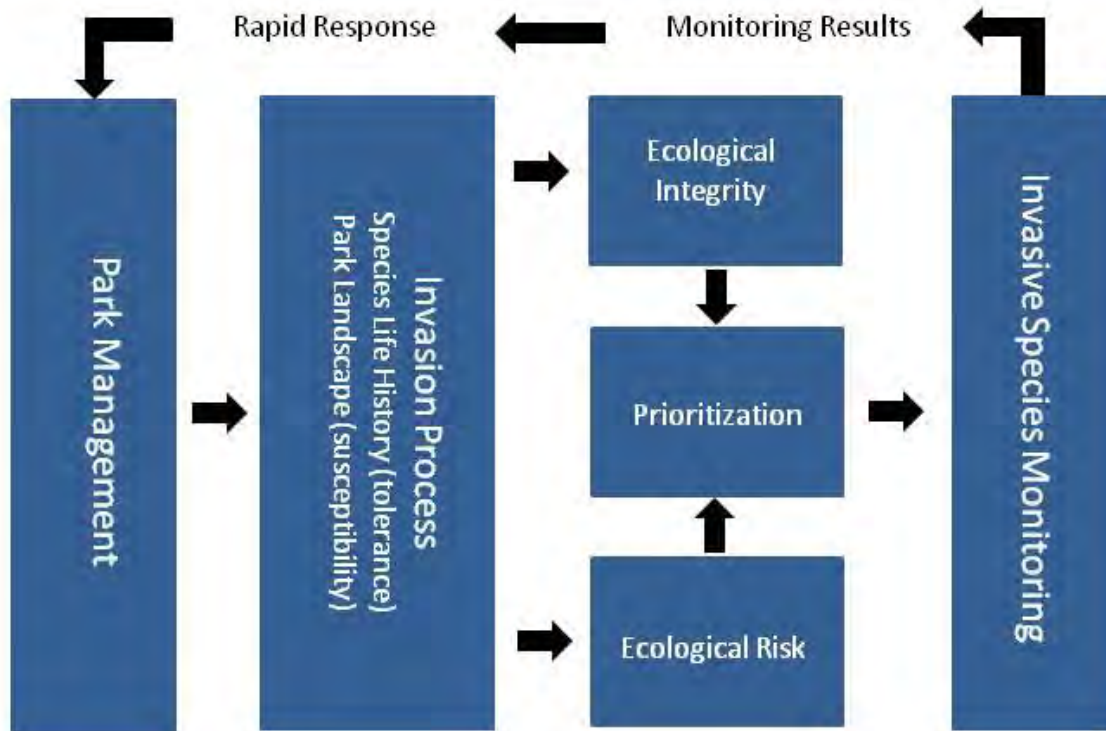 Rapid Response
Monitoring Results
Park Management
Invasion Process
Species Life History (tolerance)
Park Landscape (susceptibility)
Ecological
Integrity
Prioritization
Ecological Risk
Invasive Species Monitoring